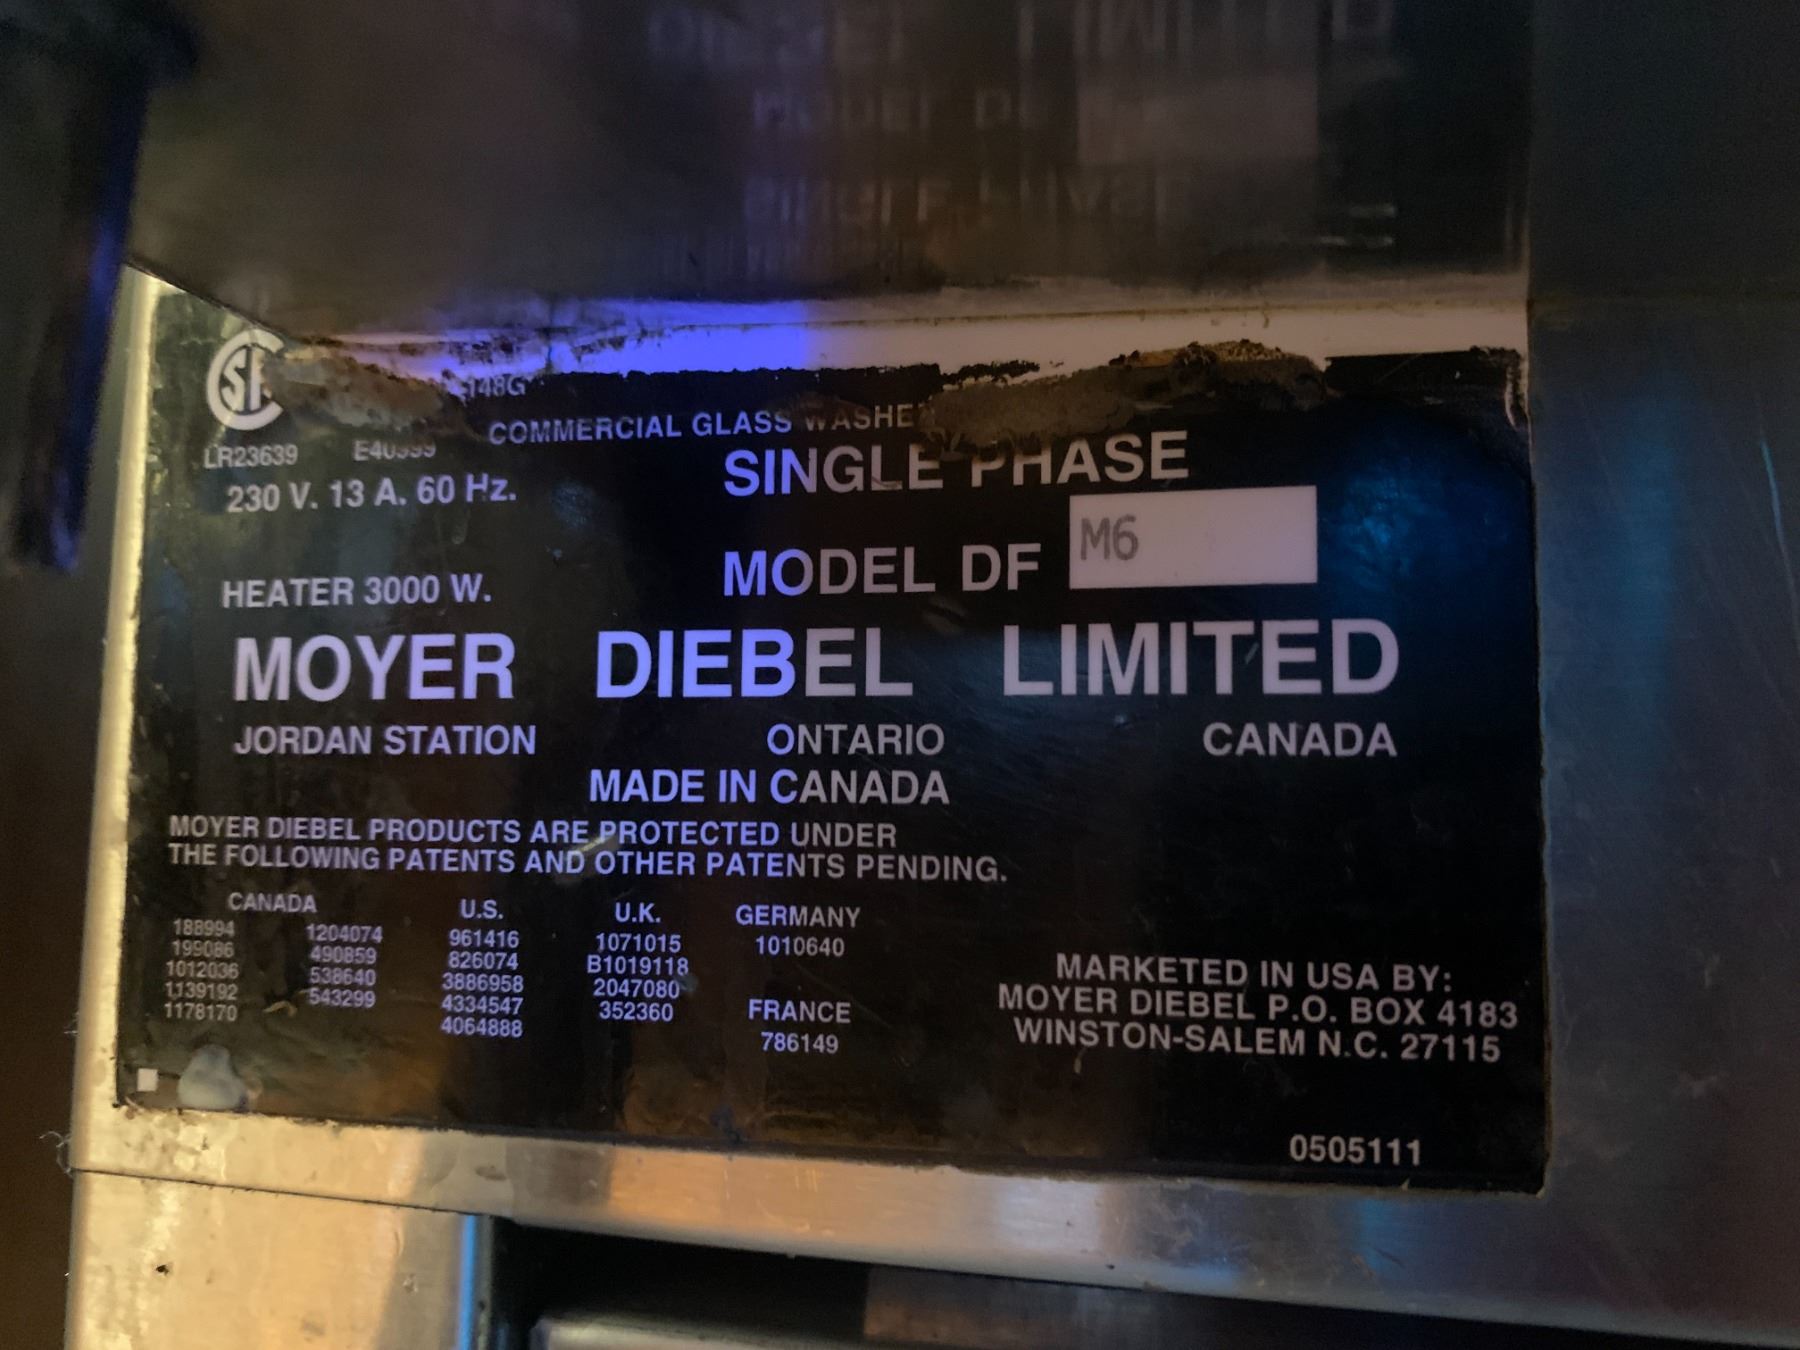 148G
COMMERCIAL GLASS WASHE
LR23639
230 V. 13 A. 60 Hz.
SINGLE PHASE
MODEL DF M6
HEATER 3000 W.
MOYER DIEBEL LIMITED
JORDAN STATION ONTARIO CANADA
MADE IN CANADA
MOYER DIEBEL PRODUCTS ARE PROTECTED UNDER
THE FOLLOWING PATENTS AND OTHER PATENTS PENDING.
CANADA
188994
199086
1012036
1139192
1178170
1204074
490859
538640
543299
U.S.
961416
826074
3886958
4334547
4064888
U.K.
1071015
B1019118
2047080
352360
GERMANY
1010640
FRANCE
786149
MARKETED IN USA BY:
MOYER DIEBEL P.O. BOX 4183
WINSTON-SALEM N.C. 27115
0505111